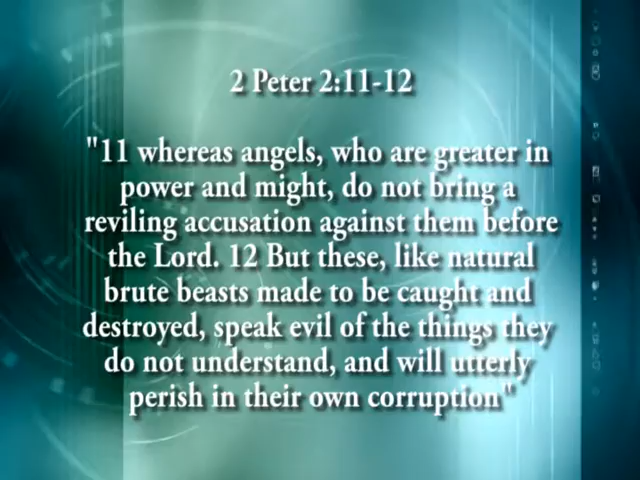 2 Peter 2:11-12
"11 whereas angels, who are greater in
power and might, do not bring a
reviling accusation against them before
the Lord. 12 But these, like natural
brute beasts made to be caught and
destroyed, speak evil of the things they
do not understand, and will utterly
perish in their own corruption"